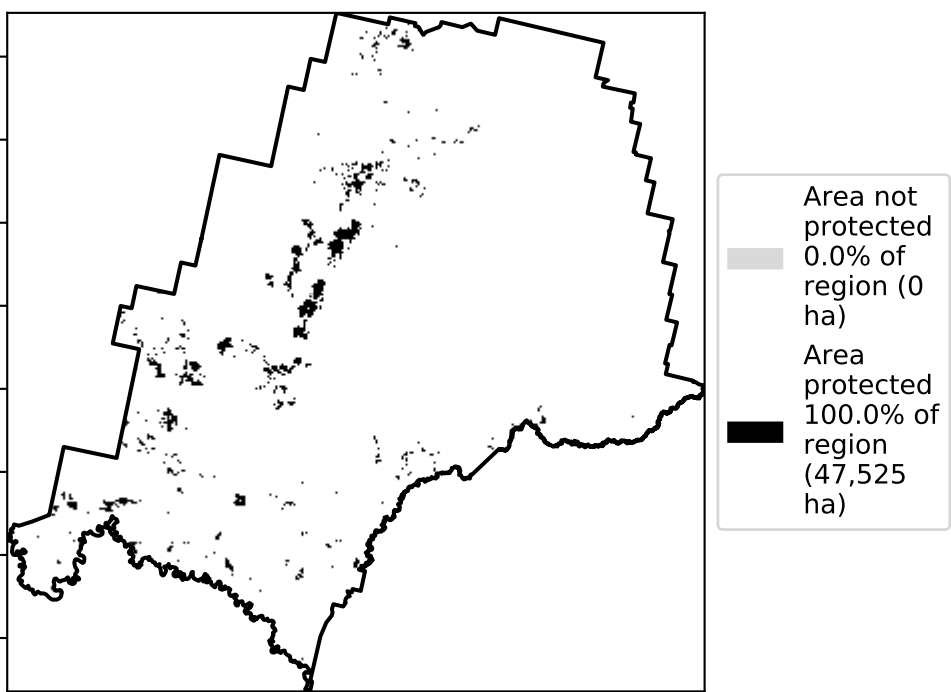 Area not
protected
0.0% of
region (0
ha)
Area
protected
100.0% of
region
(47,525
ha)